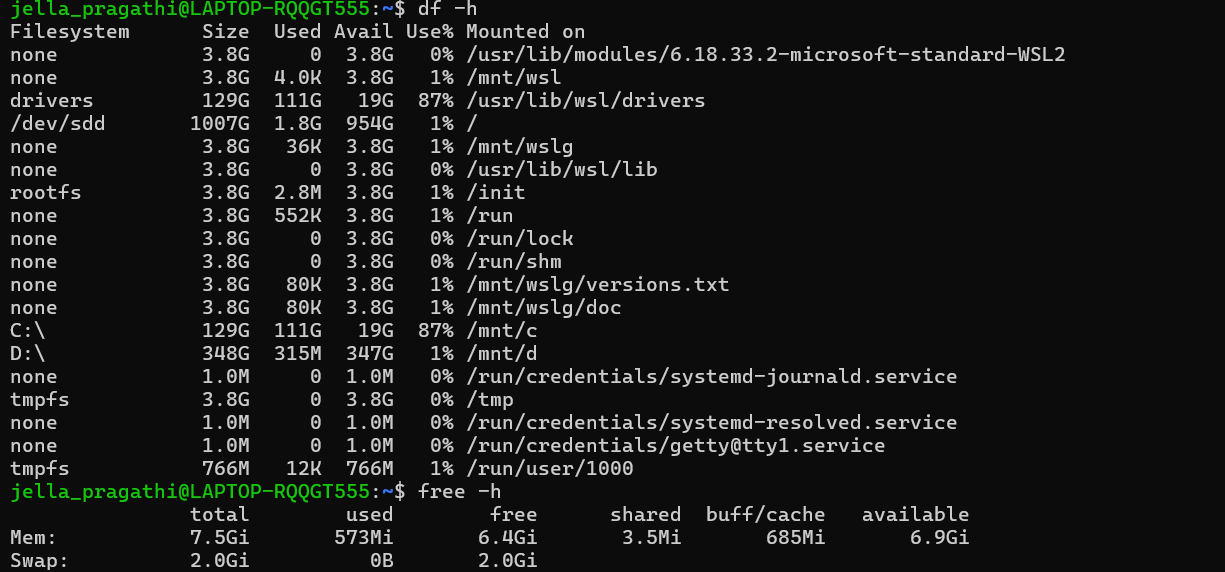 jella_pragathi@LAPTOP-RQQGT555:~$ df -h
Filesystem      Size  Used Avail Use% Mounted on
none            3.8G     0  3.8G   0% /usr/lib/modules/6.18.33.2-microsoft-standard-WSL2
none            3.8G  4.0K  3.8G   1% /mnt/wsl
drivers         129G  111G   19G  87% /usr/lib/wsl/drivers
/dev/sdd       1007G  1.8G  954G   1% /
none            3.8G   36K  3.8G   1% /mnt/wslg
none            3.8G     0  3.8G   0% /usr/lib/wsl/lib
rootfs          3.8G  2.8M  3.8G   1% /init
none            3.8G  552K  3.8G   1% /run
none            3.8G     0  3.8G   0% /run/lock
none            3.8G     0  3.8G   0% /run/shm
none            3.8G   80K  3.8G   1% /mnt/wslg/versions.txt
none            3.8G   80K  3.8G   1% /mnt/wslg/doc
C:\             129G  111G   19G  87% /mnt/c
D:\             348G  315M  347G   1% /mnt/d
none            1.0M     0  1.0M   0% /run/credentials/systemd-journald.service
tmpfs           3.8G     0  3.8G   0% /tmp
none            1.0M     0  1.0M   0% /run/credentials/systemd-resolved.service
none            1.0M     0  1.0M   0% /run/credentials/getty@tty1.service
tmpfs           766M   12K  766M   1% /run/user/1000
jella_pragathi@LAPTOP-RQQGT555:~$ free -h
               total        used        free      shared  buff/cache   available
Mem:           7.5Gi       573Mi       6.4Gi       3.5Mi       685Mi       6.9Gi
Swap:          2.0Gi          0B       2.0Gi